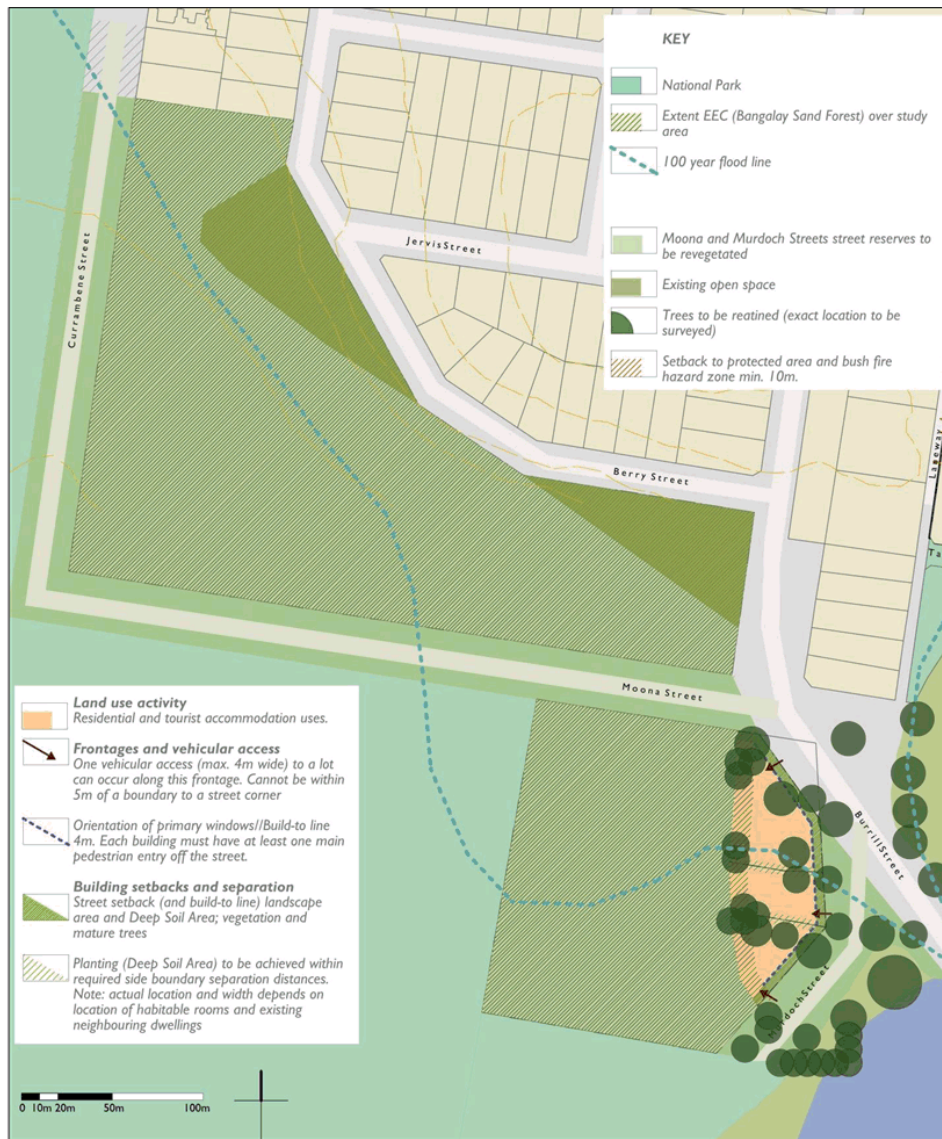 KEY
National Park
Extent EEC (Bangalay Sand Forest) over study
area
100 year flood line
Moona and Murdoch Streets street reserves to
be revegetated
Existing open space
Trees to be reatined (exact location to be
surveyed)
Setback to protected area and bush fire
hazard zone min. 10m.
JervisStreet
Currambene Street
Berry Street
Laneway
Ta
Moona Street
BurrillStreet
MurdochStreet
Land use activity
Residential and tourist accommodation uses.
Frontages and vehicular access
One vehicular access (max. 4m wide) to a lot
can occur along this frontage. Cannot be within
5m of a boundary to a street corner
Orientation of primary windows//Build-to line
4m. Each building must have at least one main
pedestrian entry off the street.
Building setbacks and separation
Street setback (and build-to line) landscape
area and Deep Soil Area; vegetation and
mature trees
Planting (Deep Soil Area) to be achieved within
required side boundary separation distances.
Note: actual location and width depends on
location of habitable rooms and existing
neighbouring dwellings
0 10m 20m 50m 100m